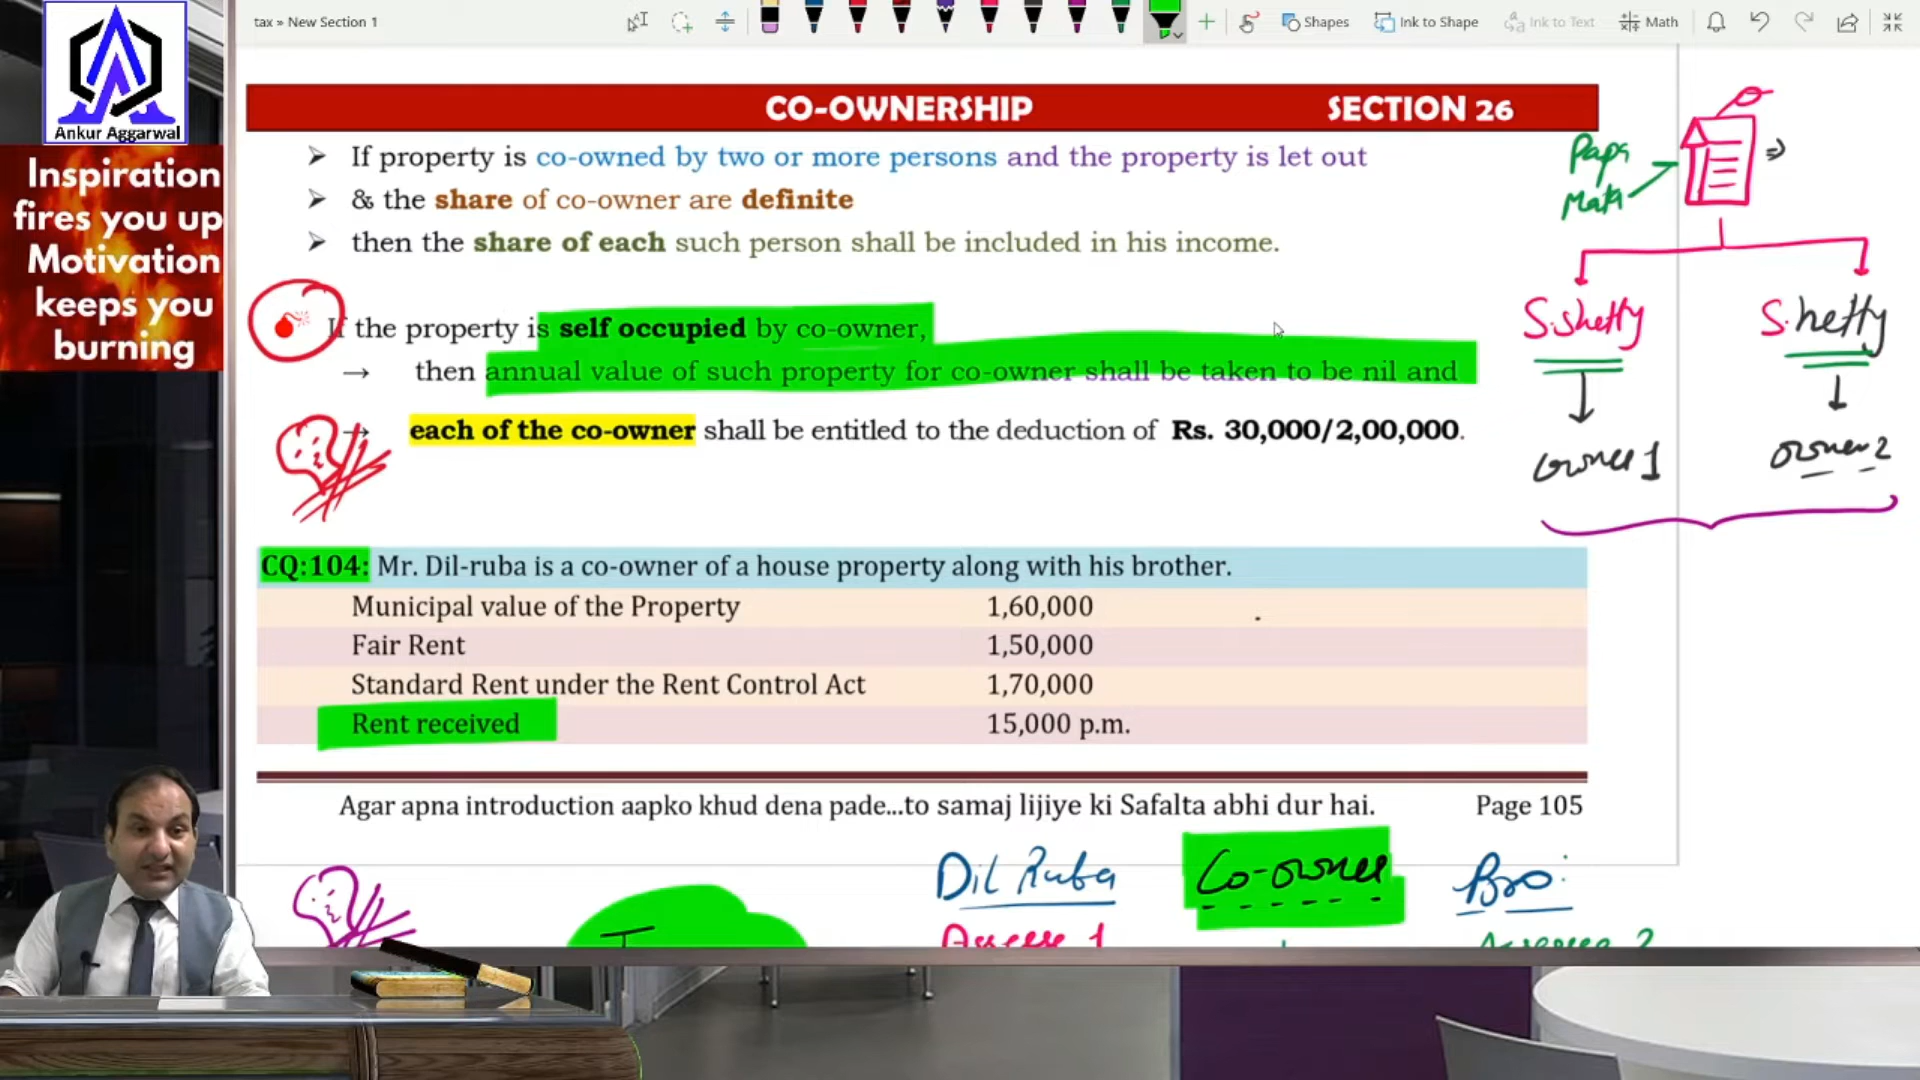 tax » New Section 1
Shapes
Ink to Shape
Ink to Text
Math
Ankur Aggarwal
Inspiration
fires you up
Motivation
keeps you
burning
CO-OWNERSHIP SECTION 26
➢ If property is co-owned by two or more persons and the property is let out
➢ & the share of co-owner are definite
➢ then the share of each such person shall be included in his income.
If the property is self occupied by co-owner,
→ then annual value of such property for co-owner shall be taken to be nil and
→ each of the co-owner shall be entitled to the deduction of Rs. 30,000/2,00,000.
Papa
Mata
S.Shetty S.hetty
owner 1 owner 2
CQ:104: Mr. Dil-ruba is a co-owner of a house property along with his brother.
Municipal value of the Property 1,60,000
Fair Rent 1,50,000
Standard Rent under the Rent Control Act 1,70,000
Rent received 15,000 p.m.
Agar apna introduction aapko khud dena pade...to samaj lijiye ki Safalta abhi dur hai. Page 105
Dil Ruba Co-owner Bro: